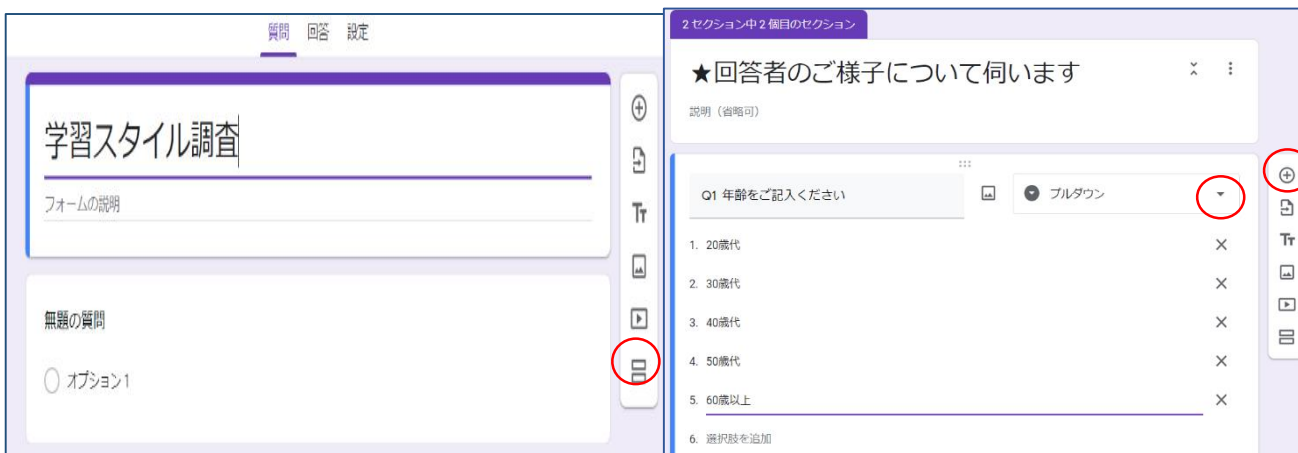 質問 回答 設定
学習スタイル調査
フォームの説明
無題の質問
オプション1
Tт
2 セクション中 2 個目のセクション
★回答者のご様子について伺います
説明（省略可）
Q1 年齢をご記入ください
プルダウン
1. 20歳代
2. 30歳代
3. 40歳代
4. 50歳代
5. 60歳以上
6. 選択肢を追加
Tт